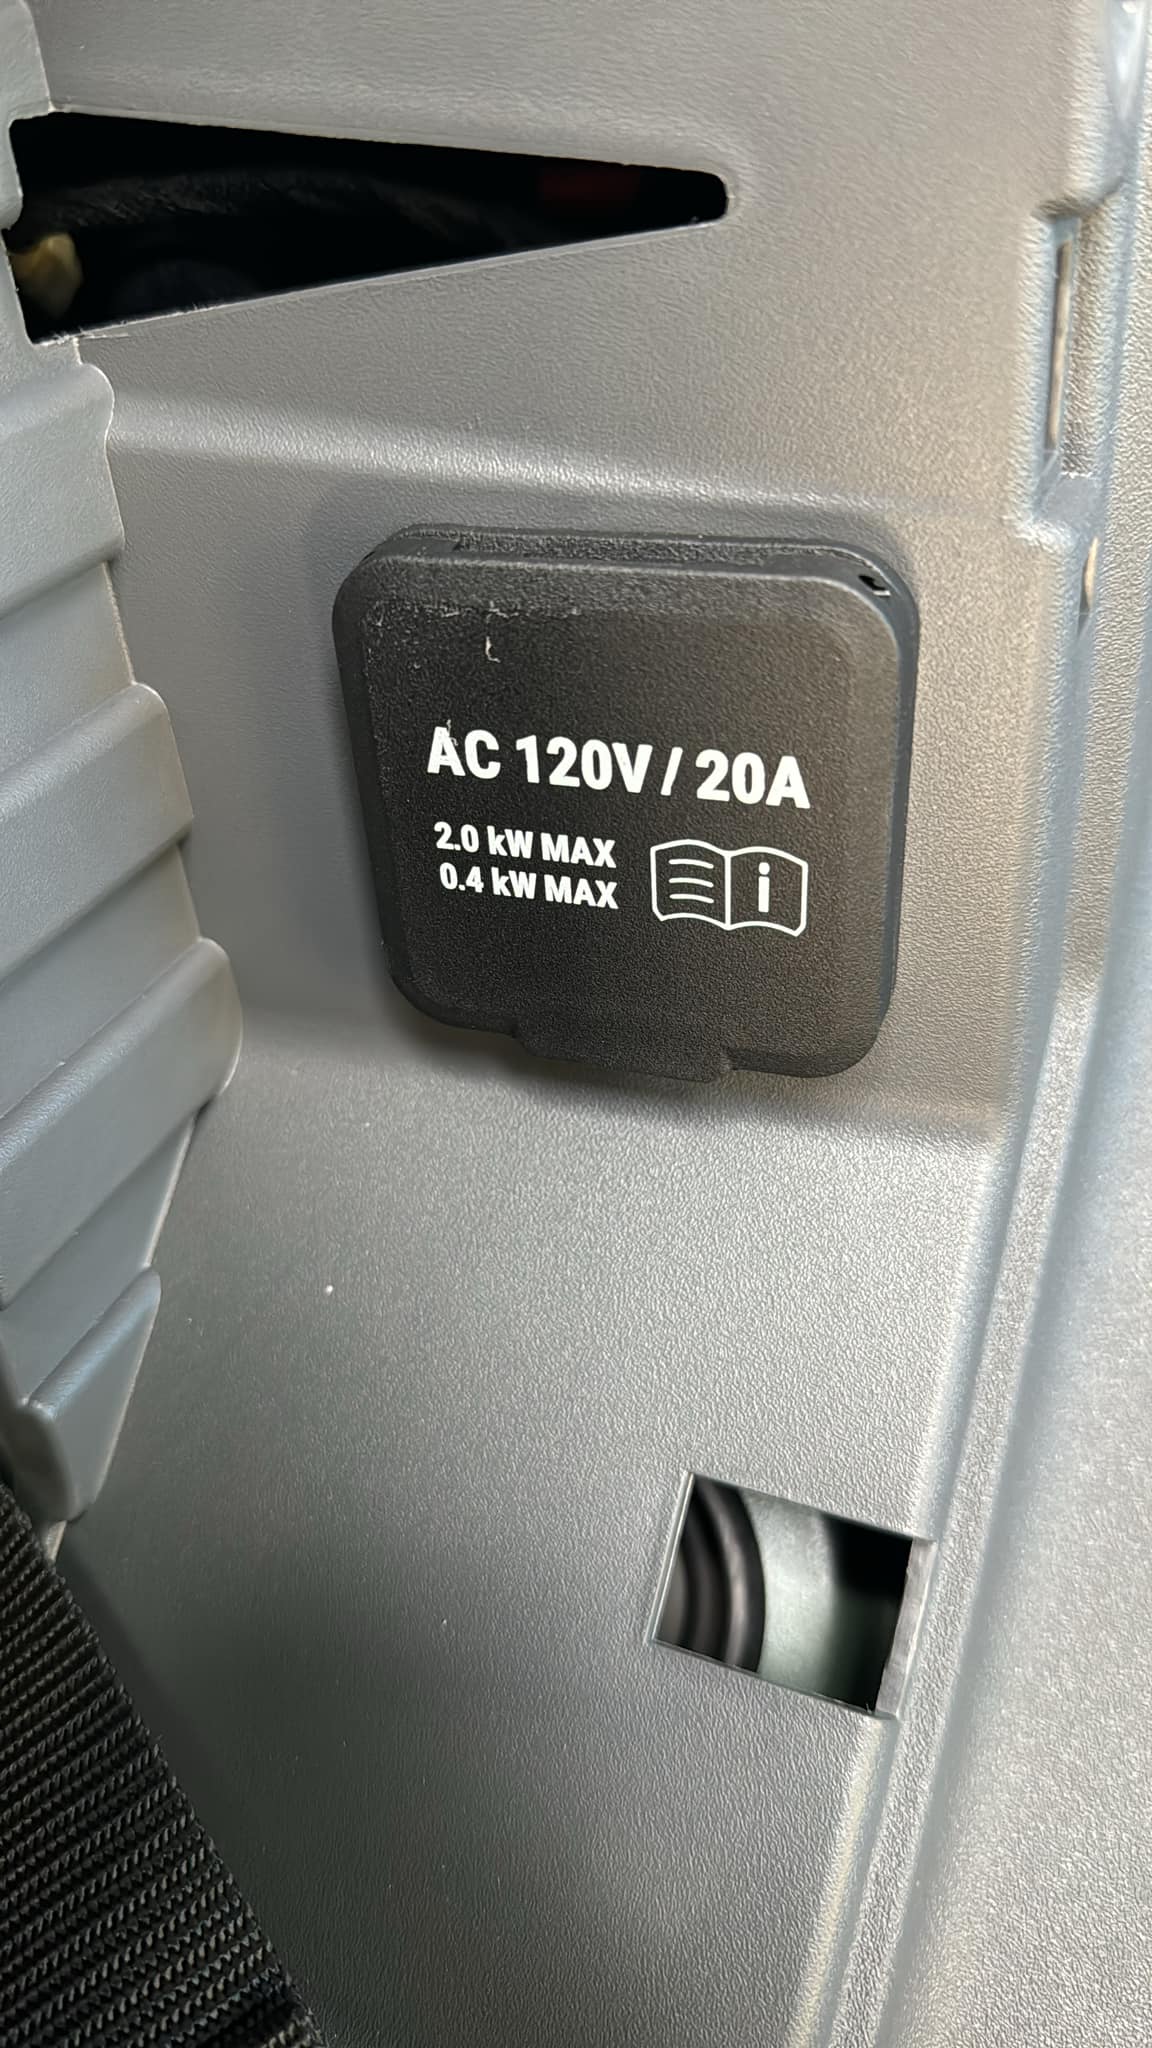 AC 120V / 20A
2.0 kW MAX
0.4 kW MAX
i